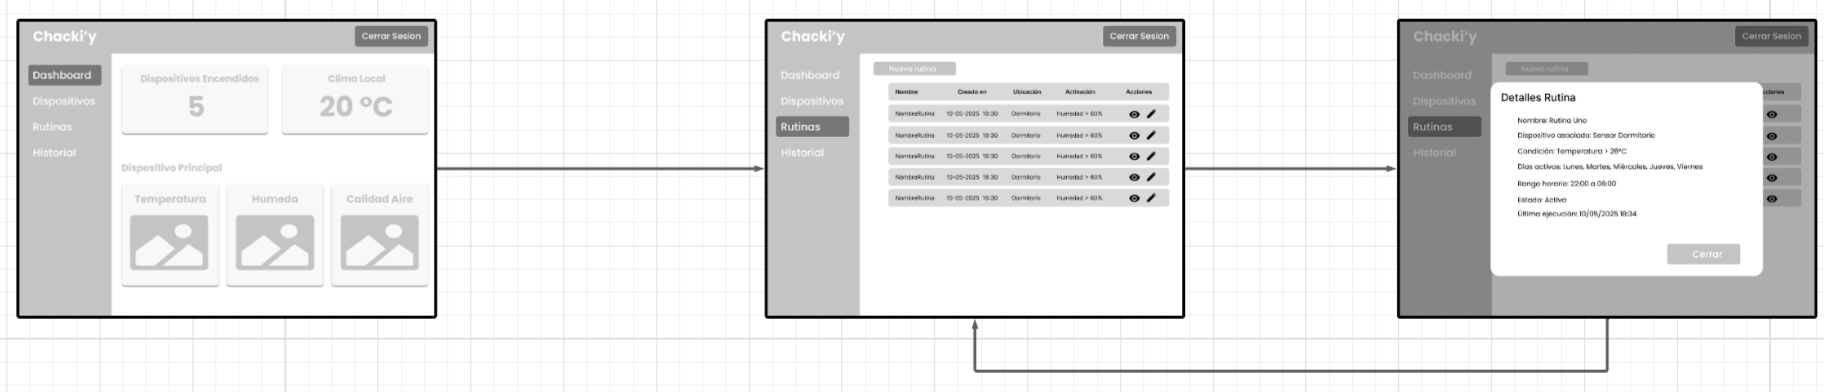 Chacki'y
Cerrar Sesion
Dashboard
Dispositivos
Rutinas
Historial
Dispositivos Encendidos
5
Clima Local
20 ºC
Dispositivo Principal
Temperatura
Humeda
Calidad Aire
Chacki'y
Cerrar Sesion
Dashboard
Dispositivos
Rutinas
Historial
Nueva rutina
Nombre Creado en Ubicación Activación Acciones
NombreRutina 10-05-2025 18:30 Dormitorio Humedad > 60%
NombreRutina 10-05-2025 18:30 Dormitorio Humedad > 60%
NombreRutina 10-05-2025 18:30 Dormitorio Humedad > 60%
NombreRutina 10-05-2025 18:30 Dormitorio Humedad > 60%
NombreRutina 10-05-2025 18:30 Dormitorio Humedad > 60%
Chacki'y
Cerrar Sesion
Dashboard
Dispositivos
Rutinas
Historial
Nueva rutina
cciones
Detalles Rutina
Nombre: Rutina Uno
Dispositivo asociado: Sensor Dormitorio
Condición: Temperatura > 26ºC
Días activos: Lunes, Martes, Miércoles, Jueves, Viernes
Rango horario: 22:00 a 06:00
Estado: Activa
Última ejecución: 10/05/2025 18:34
Cerrar